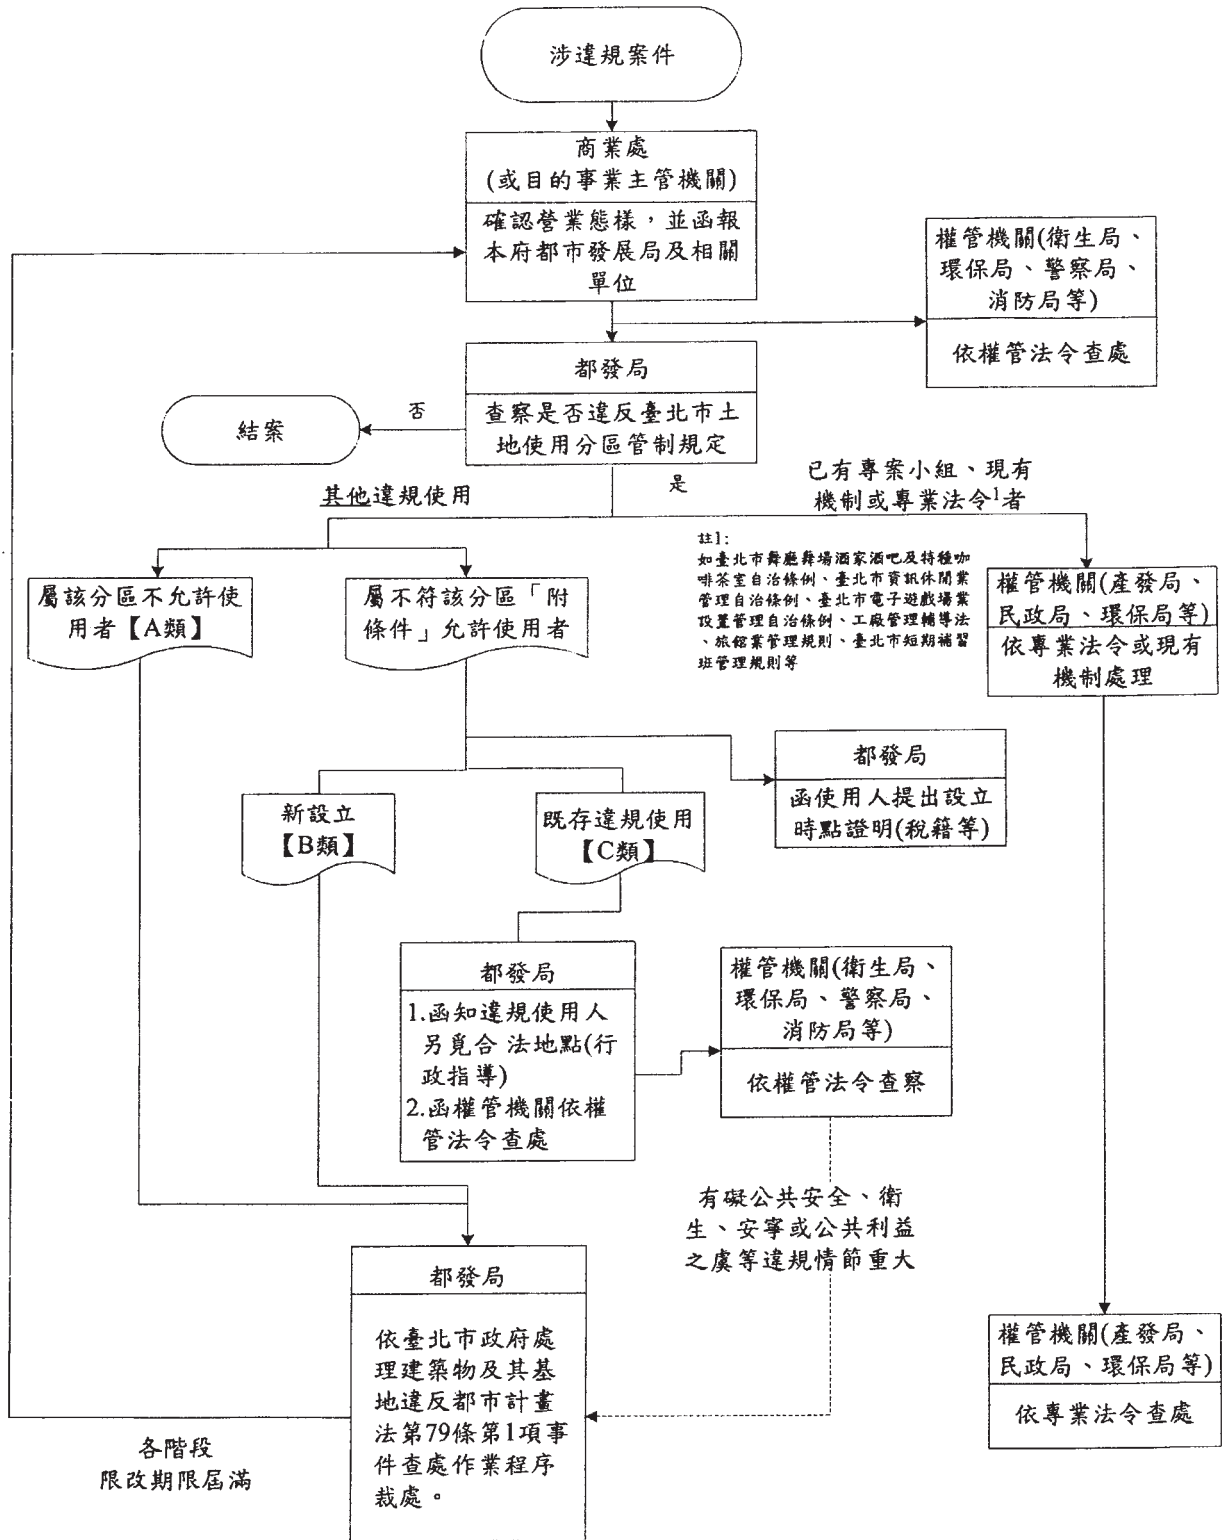 涉違規案件
商業處
(或目的事業主管機關)
確認營業態樣，並函報
本府都市發展局及相關
單位
權管機關(衛生局、
環保局、警察局、
消防局等)
依權管法令查處
都發局
查察是否違反臺北市土
地使用分區管制規定
否
結案
是
其他違規使用
已有專案小組、現有
機制或專業法令1者
註1:
如臺北市舞廳舞場酒家酒吧及特種咖
啡茶室自治條例、臺北市資訊休閒業
管理自治條例、臺北市電子遊戲場業
設置管理自治條例、工廠管理輔導法
、旅館業管理規則、臺北市短期補習
班管理規則等
屬該分區不允許使
用者【A類】
屬不符該分區「附
條件」允許使用者
權管機關(產發局、
民政局、環保局等)
依專業法令或現有
機制處理
都發局
函使用人提出設立
時點證明(稅籍等)
新設立
【B類】
既存違規使用
【C類】
都發局
1.函知違規使用人
另覓合 法地點(行
政指導)
2.函權管機關依權
管法令查處
權管機關(衛生局、
環保局、警察局、
消防局等)
依權管法令查察
有礙公共安全、衛
生、安寧或公共利益
之虞等違規情節重大
都發局
依臺北市政府處
理建築物及其基
地違反都市計畫
法第79條第1項事
件查處作業程序
裁處。
各階段
限改期限屆滿
權管機關(產發局、
民政局、環保局等)
依專業法令查處